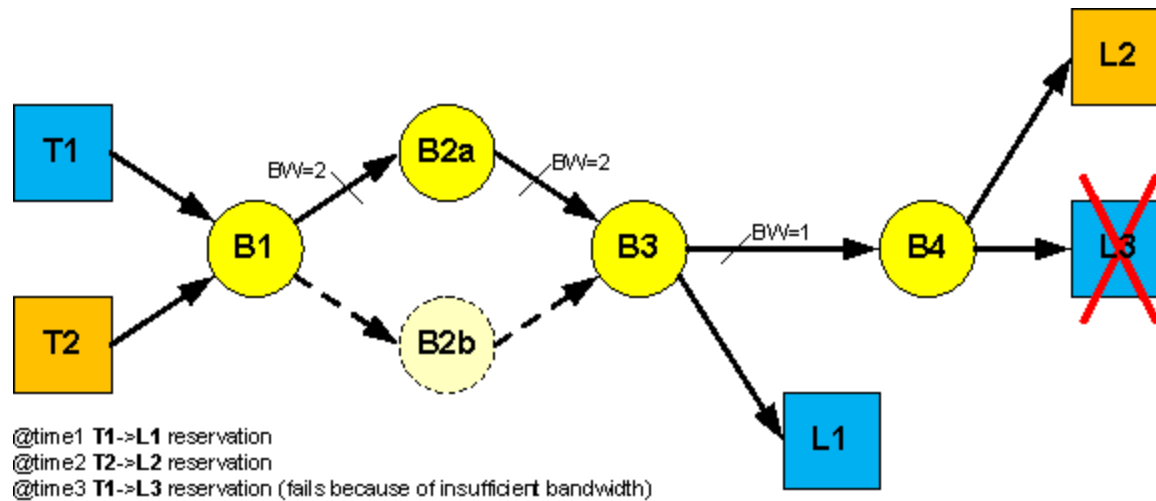 L2
T1
B2a
BW=2
BW=2
B1
B3
BW=1
B4
L3
T2
B2b
L1
@time1 T1->L1 reservation
@time2 T2->L2 reservation
@time3 T1->L3 reservation (fails because of insufficient bandwidth)